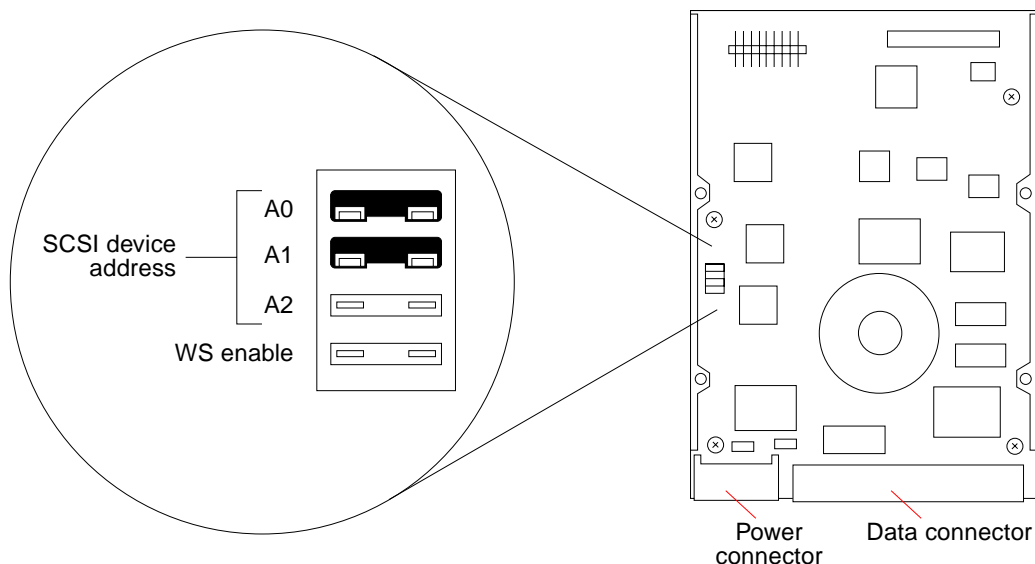 A0
SCSI device
address
A1
A2
WS enable
Power
connector
Data connector